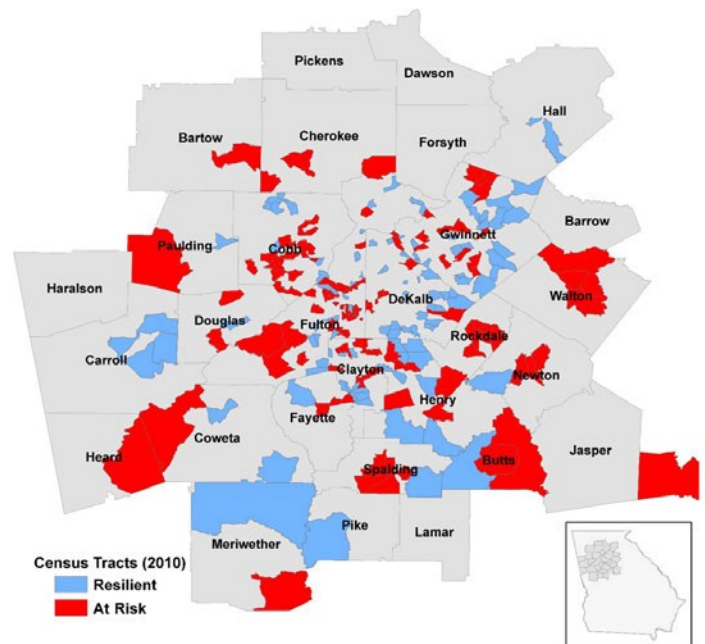 Pickens
Dawson
Hall
Bartow
Cherokee
Forsyth
Barrow
Gwinnett
Paulding
Cobb
Haralson
Walton
DeKalb
Douglas
Fulton
Rockdale
Carroll
Clayton
Newton
Henry
Fayette
Coweta
Heard
Spalding
Butts
Jasper
Pike
Lamar
Meriwether
Census Tracts (2010)
Resilient
At Risk